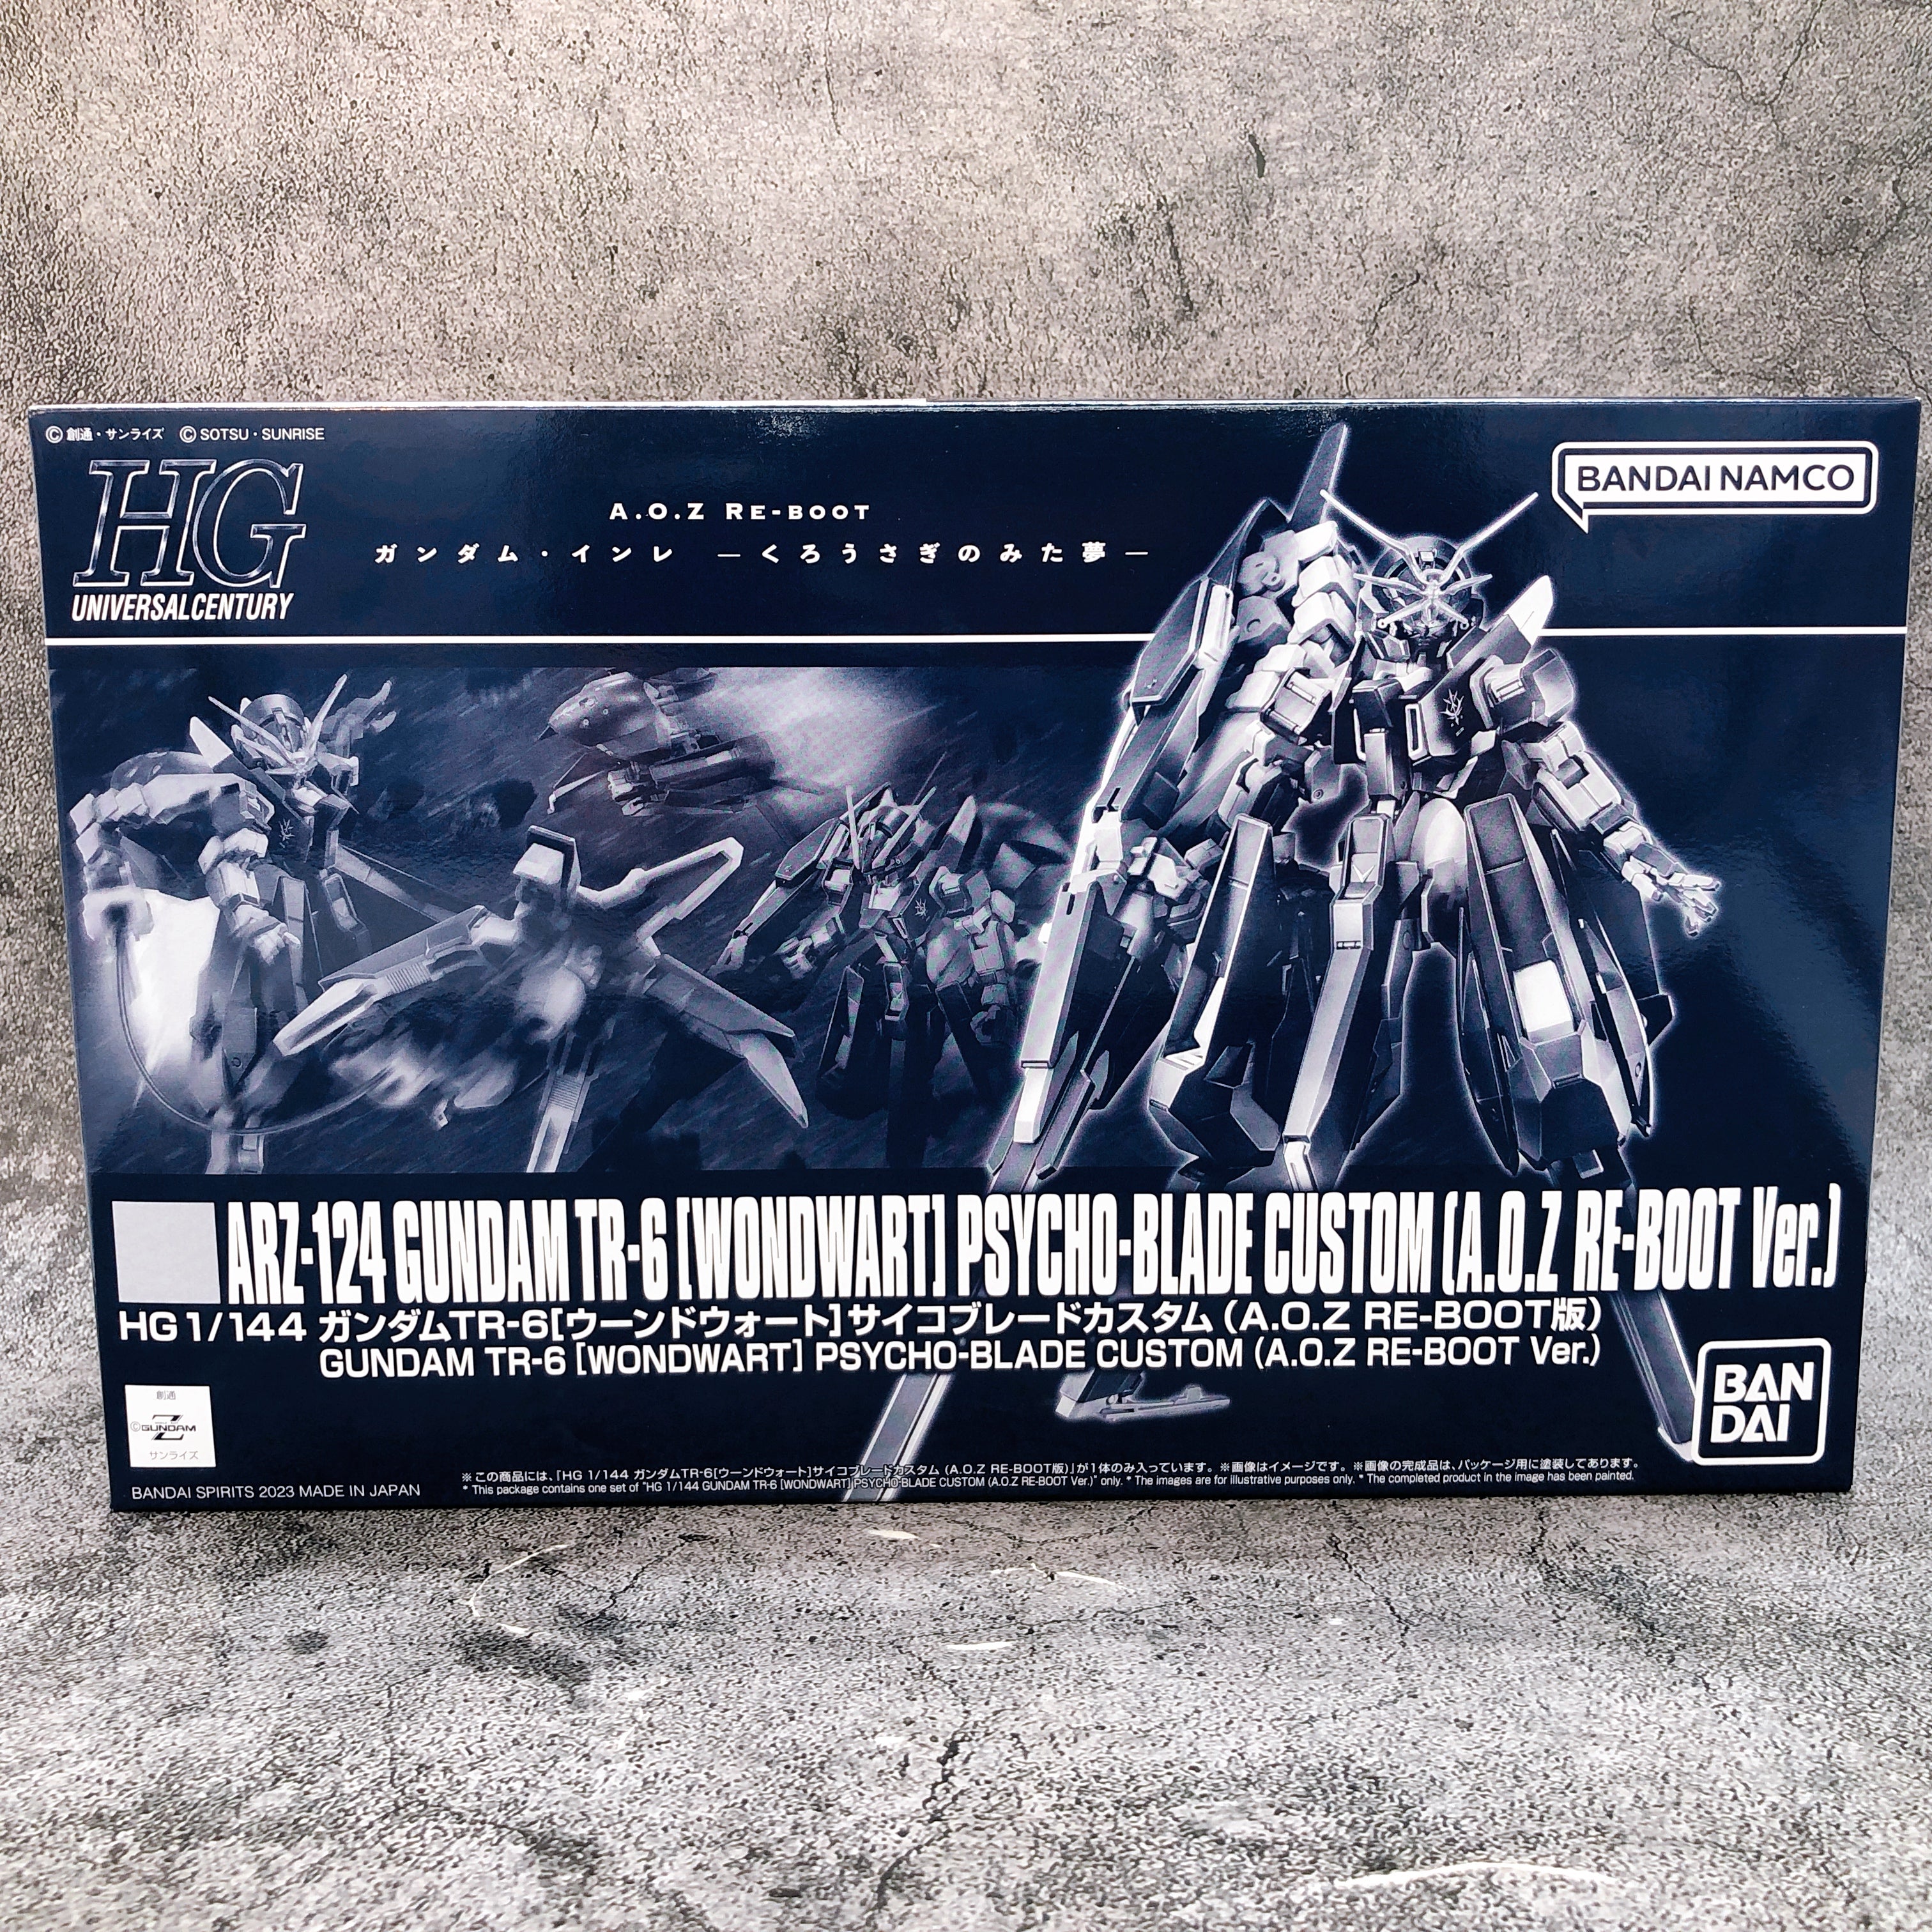 ©創通・サンライズ ©SOTSU・SUNRISE
HG
UNIVERSAL CENTURY
A.O.Z RE-BOOT
ガンダム・インレ ―くろうさぎのみた夢―
BANDAI NAMCO
ARZ-124 GUNDAM TR-6 [WONDWART] PSYCHO-BLADE CUSTOM (A.O.Z RE-BOOT Ver.)
HG 1/144 ガンダムTR-6[ウーンドウォート]サイコブレードカスタム(A.O.Z RE-BOOT版)
GUNDAM TR-6 [WONDWART] PSYCHO-BLADE CUSTOM (A.O.Z RE-BOOT Ver.)
BAN
DAI
創通
©Z GUNDAM
サンライズ
BANDAI SPIRITS 2023 MADE IN JAPAN
※この商品には、「HG 1/144 ガンダムTR-6[ウーンドウォート]サイコブレードカスタム (A.O.Z RE-BOOT版)」が1体のみ入っています。※画像はイメージです。※画像の完成品は、パッケージ用に塗装してあります。
* This package contains one set of "HG 1/144 GUNDAM TR-6 [WONDWART] PSYCHO-BLADE CUSTOM (A.O.Z RE-BOOT Ver.)" only. * The images are for illustrative purposes only. * The completed product in the image has been painted.